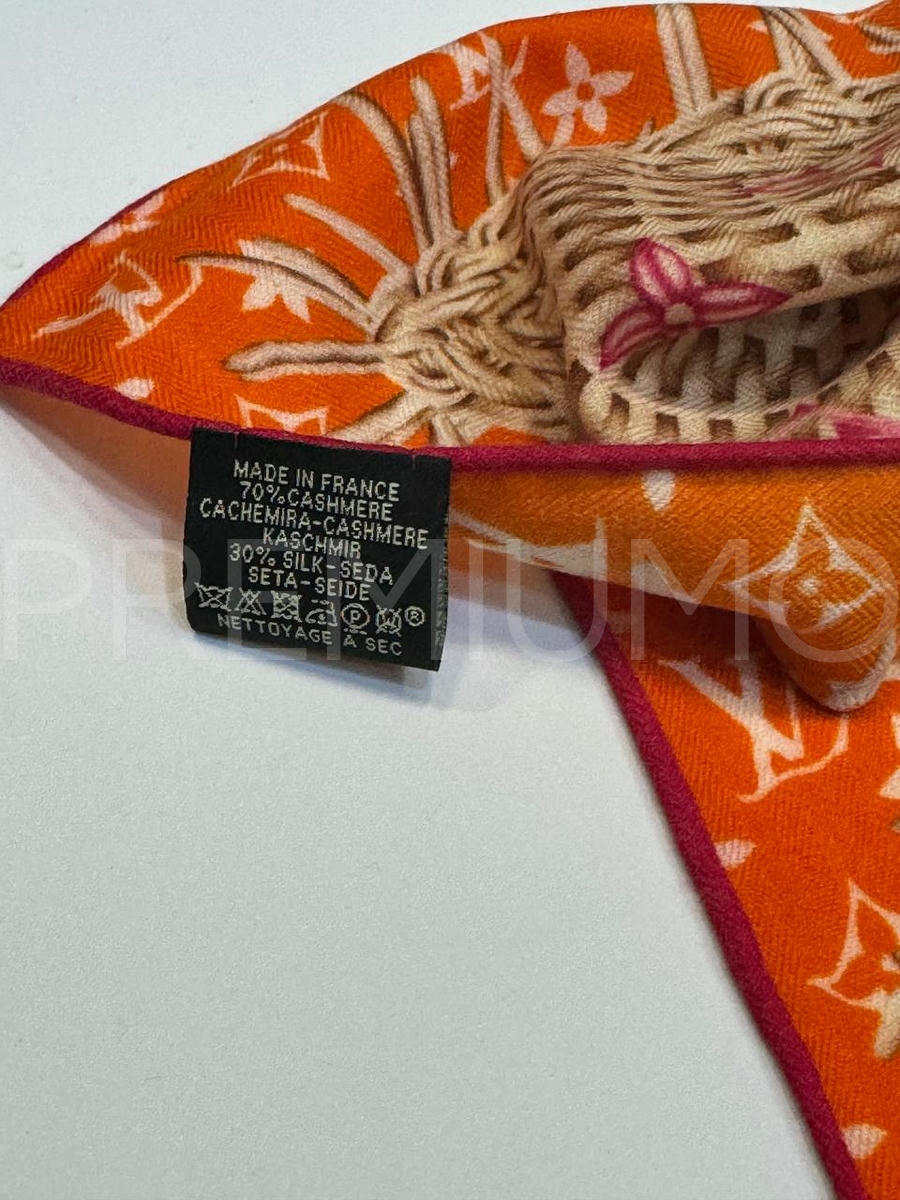 MADE IN FRANCE
70%CASHMERE
CACHEMIRA-CASHMERE
KASCHMIR
30% SILK-SEDA
SETA-SEIDE
NETTOYAGE À SEC
PREMIUMO